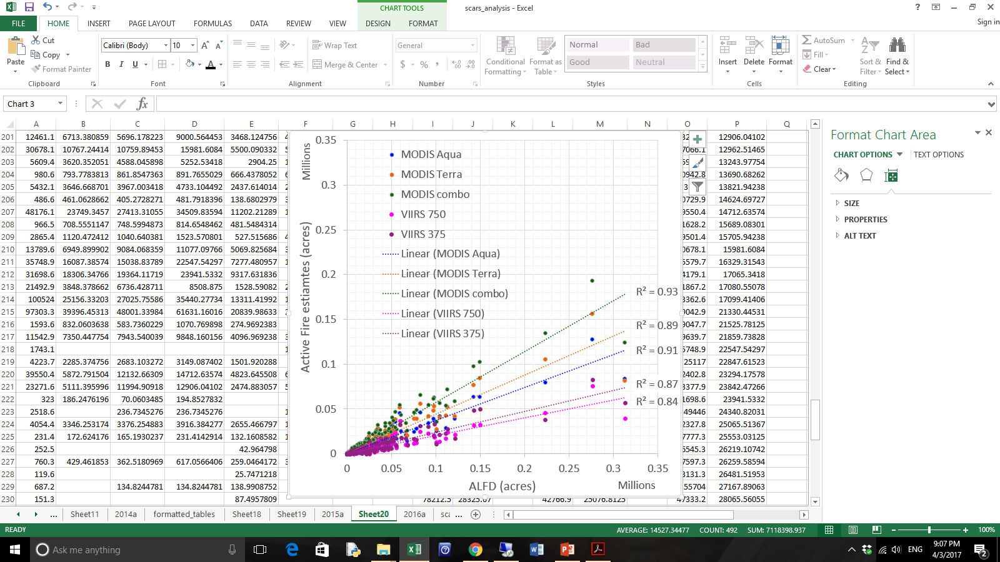 CHART TOOLS
scars_analysis - Excel
?
FILE HOME INSERT PAGE LAYOUT FORMULAS DATA REVIEW VIEW DESIGN FORMAT Sign in
Paste
Cut
Copy
Format Painter
Clipboard
Calibri (Body) 10
B I U A
Font
Wrap Text
Merge & Center
Alignment
General
$ % ,
Number
Conditional Formatting
Format as Table
Normal Bad
Good Neutral
Styles
Insert Delete Format
Cells
AutoSum
Fill
Clear
Sort & Filter
Find & Select
Editing
Chart 3 fx
A B C D E F G H I J K L M N O P Q
201 12461.1 6713.380859 5696.178223 9000.564453 3468.124756 12906.04102
202 30678.1 10767.24414 10759.89453 15981.6084 5500.090332 7066.1 12962.51465
203 5609.4 3620.352051 4588.045898 5252.53418 2904.25 13243.97754
204 980.6 793.7783813 861.8547363 891.7655029 666.4378052 0942.8 13690.68262
205 5432.1 3646.668701 3967.003418 4733.104492 2437.614014 13821.94238
206 486.6 461.0628662 405.2728271 481.7918396 138.6802979 0729.9 14624.69727
207 48176.1 23749.3457 27413.31055 34509.83594 11202.21289 9550.4 14712.63574
208 966.5 708.5551147 748.5994873 814.6548462 481.5484314 1628.2 15689.08301
209 2865.4 1120.472412 1040.640381 1523.570801 527.515686 9501.4 15705.94238
210 13789.6 6949.899902 9084.068359 11077.09766 5069.825684 0678.1 15981.6084
211 35748.9 16087.38574 15038.83789 22547.54297 7277.480957 5579.7 16329.31543
212 31698.6 18306.34766 19364.11719 23941.5332 9317.631836 4179.1 17065.3418
213 21492.9 3848.378662 6736.428711 8508.875 1528.59082 1867.2 17080.55078
214 100524 25156.33203 27025.75586 35440.27734 13311.41992 3362.6 17099.41406
215 97303.3 39396.45313 48001.33984 61631.16016 20839.98633 9042.9 21330.44531
216 1593.6 832.0603638 583.7360229 1070.769898 274.9692383 9047.7 21525.78125
217 11542.9 7350.447754 7943.540039 9848.160156 4096.969238 9639.7 21859.73828
218 1743.1 5748.9 22547.54297
219 4223.7 2285.374756 2683.103272 3149.087402 1501.920288 25117 22847.61523
220 39550.4 5872.791504 12132.66309 14712.63574 4823.645508 2402.8 23294.17578
221 23271.6 5111.395996 11994.90918 12906.04102 2474.883057 3377.9 23842.47266
222 323 186.2476196 70.0603485 194.8527832 1698.6 23941.5332
223 2518.6 236.7345276 236.7345276 49446 24340.82031
224 4054.4 3346.253174 3376.254883 3916.384277 2655.466797 2327.8 25065.51367
225 231.4 172.624176 165.1930237 231.4142914 132.1608582 7777.3 25553.03125
226 252.5 42.964798 6545.3 26219.10742
227 760.3 429.461853 362.5180969 617.0566406 259.0464172 7597.3 26259.58594
228 119.6 25.7471218 3131.3 26481.51953
229 687.2 134.8244781 134.8244781 138.9908752 55704 27167.89063
230 151.3 87.4957809 78212.5 28325.07 42766.9 25076.8125 47333.2 28065.56055
Millions
Active Fire estiamtes (acres)
0.35
0.3
0.25
0.2
0.15
0.1
0.05
0
MODIS Aqua
MODIS Terra
MODIS combo
VIIRS 750
VIIRS 375
Linear (MODIS Aqua)
Linear (MODIS Terra)
Linear (MODIS combo)
Linear (VIIRS 750)
Linear (VIIRS 375)
R² = 0.93
R² = 0.89
R² = 0.91
R² = 0.87
R² = 0.84
0 0.05 0.1 0.15 0.2 0.25 0.3 0.35
ALFD (acres) Millions
Format Chart Area
CHART OPTIONS TEXT OPTIONS
SIZE
PROPERTIES
ALT TEXT
... Sheet11 2014a formatted_tables Sheet18 Sheet19 2015a Sheet20 2016a sca ...
READY AVERAGE: 14527.34477 COUNT: 492 SUM: 7118398.937 100%
Ask me anything
ENG
9:07 PM
4/3/2017
2